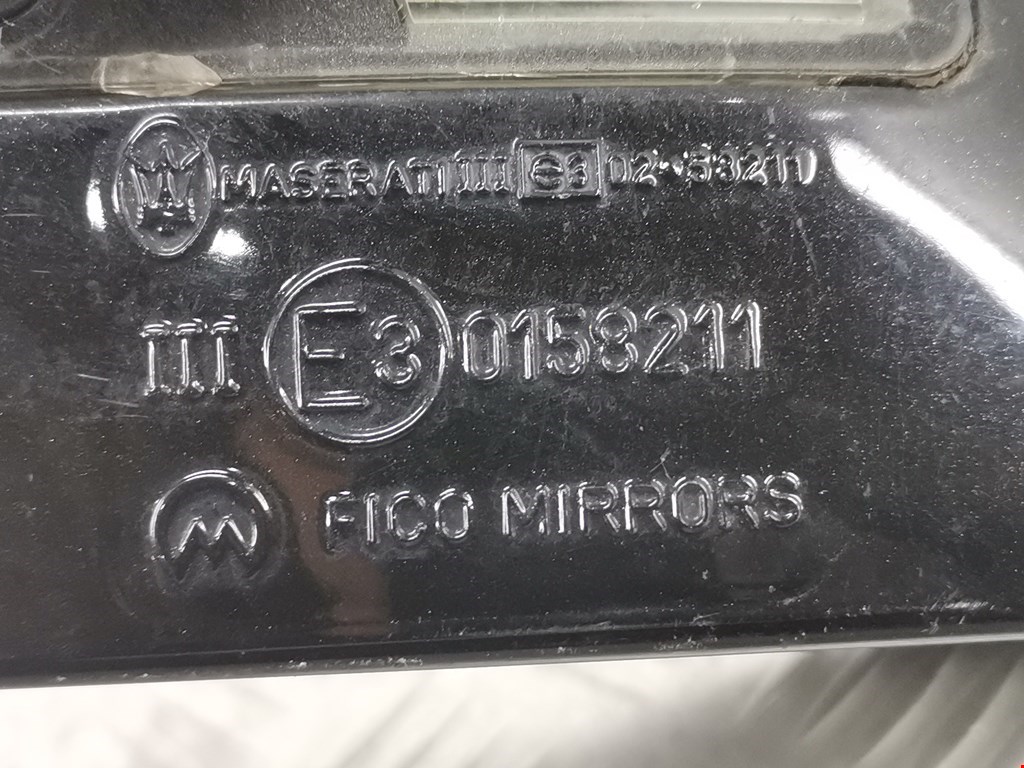 MASERATI III e3 02*58211
III E3 0158211
FICO MIRRORS